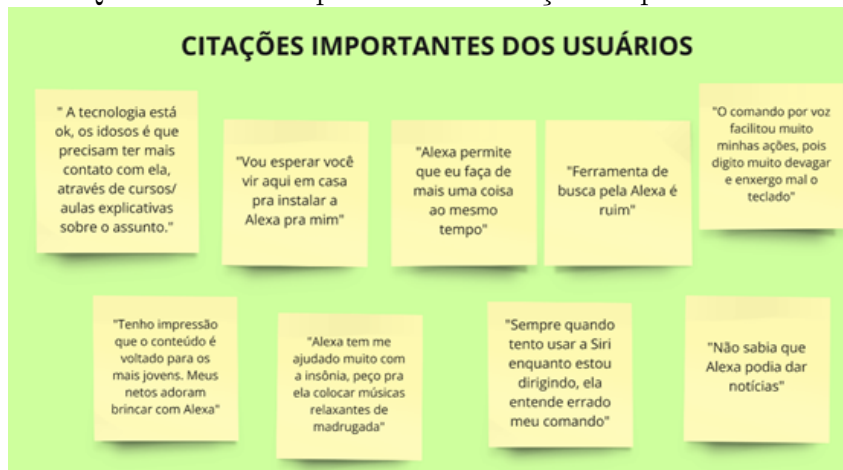 CITAÇÕES IMPORTANTES DOS USUÁRIOS
" A tecnologia está
ok, os idosos é que
precisam ter mais
contato com ela,
através de cursos/
aulas explicativas
sobre o assunto."
"Vou esperar você
vir aqui em casa
pra instalar a
Alexa pra mim"
"Alexa permite
que eu faça de
mais uma coisa
ao mesmo
tempo"
"Ferramenta de
busca pela Alexa é
ruim"
"O comando por voz
facilitou muito
minhas ações, pois
digito muito devagar
e enxergo mal o
teclado"
"Tenho impressão
que o conteúdo é
voltado para os
mais jovens. Meus
netos adoram
brincar com Alexa"
"Alexa tem me
ajudado muito com
a insônia, peço pra
ela colocar músicas
relaxantes de
madrugada"
"Sempre quando
tento usar a Siri
enquanto estou
dirigindo, ela
entende errado
meu comando"
"Não sabia que
Alexa podia dar
notícias"